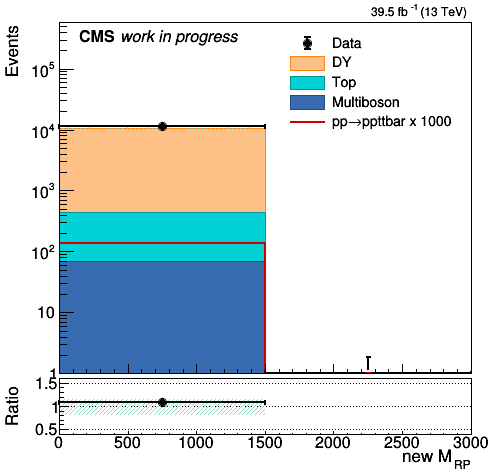 39.5 fb⁻¹ (13 TeV)
CMS work in progress
Events
Data
DY
Top
Multiboson
pp→ppttbar x 1000
10⁵
10⁴
10³
10²
10
1
Ratio
1.5
1
0.5
0 500 1000 1500 2000 2500 3000
new M_RP